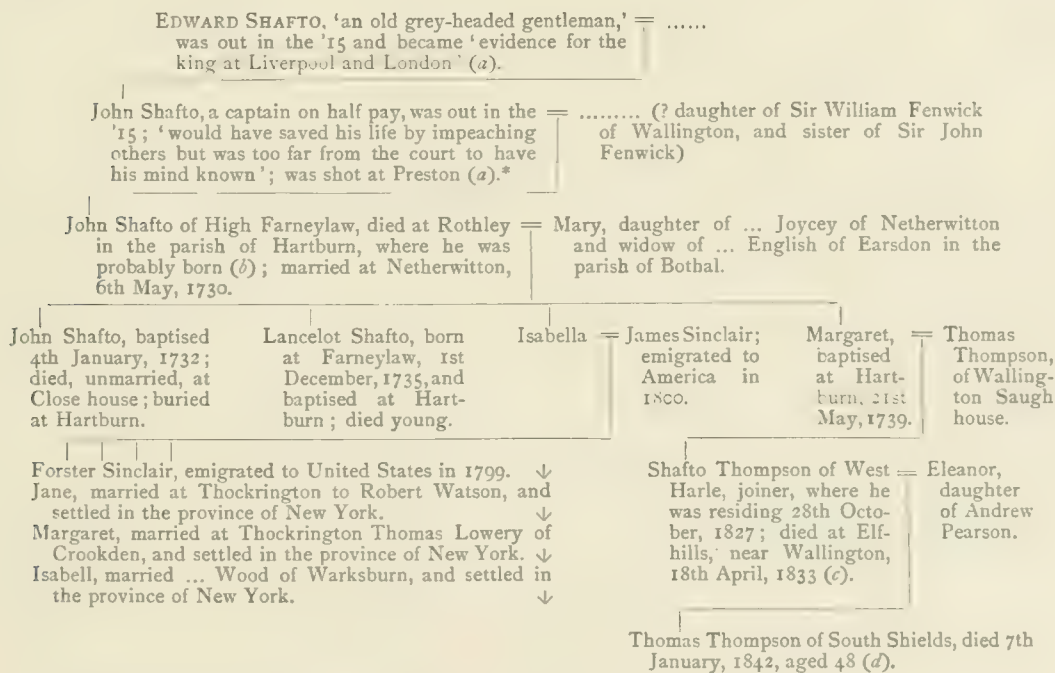 EDWARD SHAFTO, 'an old grey-headed gentleman,' = ......
was out in the '15 and became 'evidence for the
king at Liverpool and London' (a).
John Shafto, a captain on half pay, was out in the = ......... (? daughter of Sir William Fenwick
'15; 'would have saved his life by impeaching of Wallington, and sister of Sir John
others but was too far from the court to have Fenwick)
his mind known'; was shot at Preston (a).*
John Shafto of High Farneylaw, died at Rothley = Mary, daughter of ... Joycey of Netherwitton
in the parish of Hartburn, where he was and widow of ... English of Earsdon in the
probably born (b); married at Netherwitton, parish of Bothal.
6th May, 1730.
John Shafto, baptised
4th January, 1732;
died, unmarried, at
Close house; buried
at Hartburn.
Lancelot Shafto, born
at Farneylaw, 1st
December, 1735, and
baptised at Hart-
burn; died young.
Isabella = James Sinclair;
emigrated to
America in
1800.
Margaret, = Thomas
baptised Thompson,
at Hart- of Walling-
burn, 21st ton Saugh
May, 1739. house.
Forster Sinclair, emigrated to United States in 1799. ↓
Jane, married at Thockrington to Robert Watson, and
settled in the province of New York. ↓
Margaret, married at Thockrington Thomas Lowery of
Crookden, and settled in the province of New York. ↓
Isabell, married ... Wood of Warksburn, and settled in
the province of New York. ↓
Shafto Thompson of West = Eleanor,
Harle, joiner, where he daughter
was residing 28th Octo- of Andrew
ber, 1827; died at Elf- Pearson.
hills, near Wallington,
18th April, 1833 (c).
Thomas Thompson of South Shields, died 7th
January, 1842, aged 48 (d).